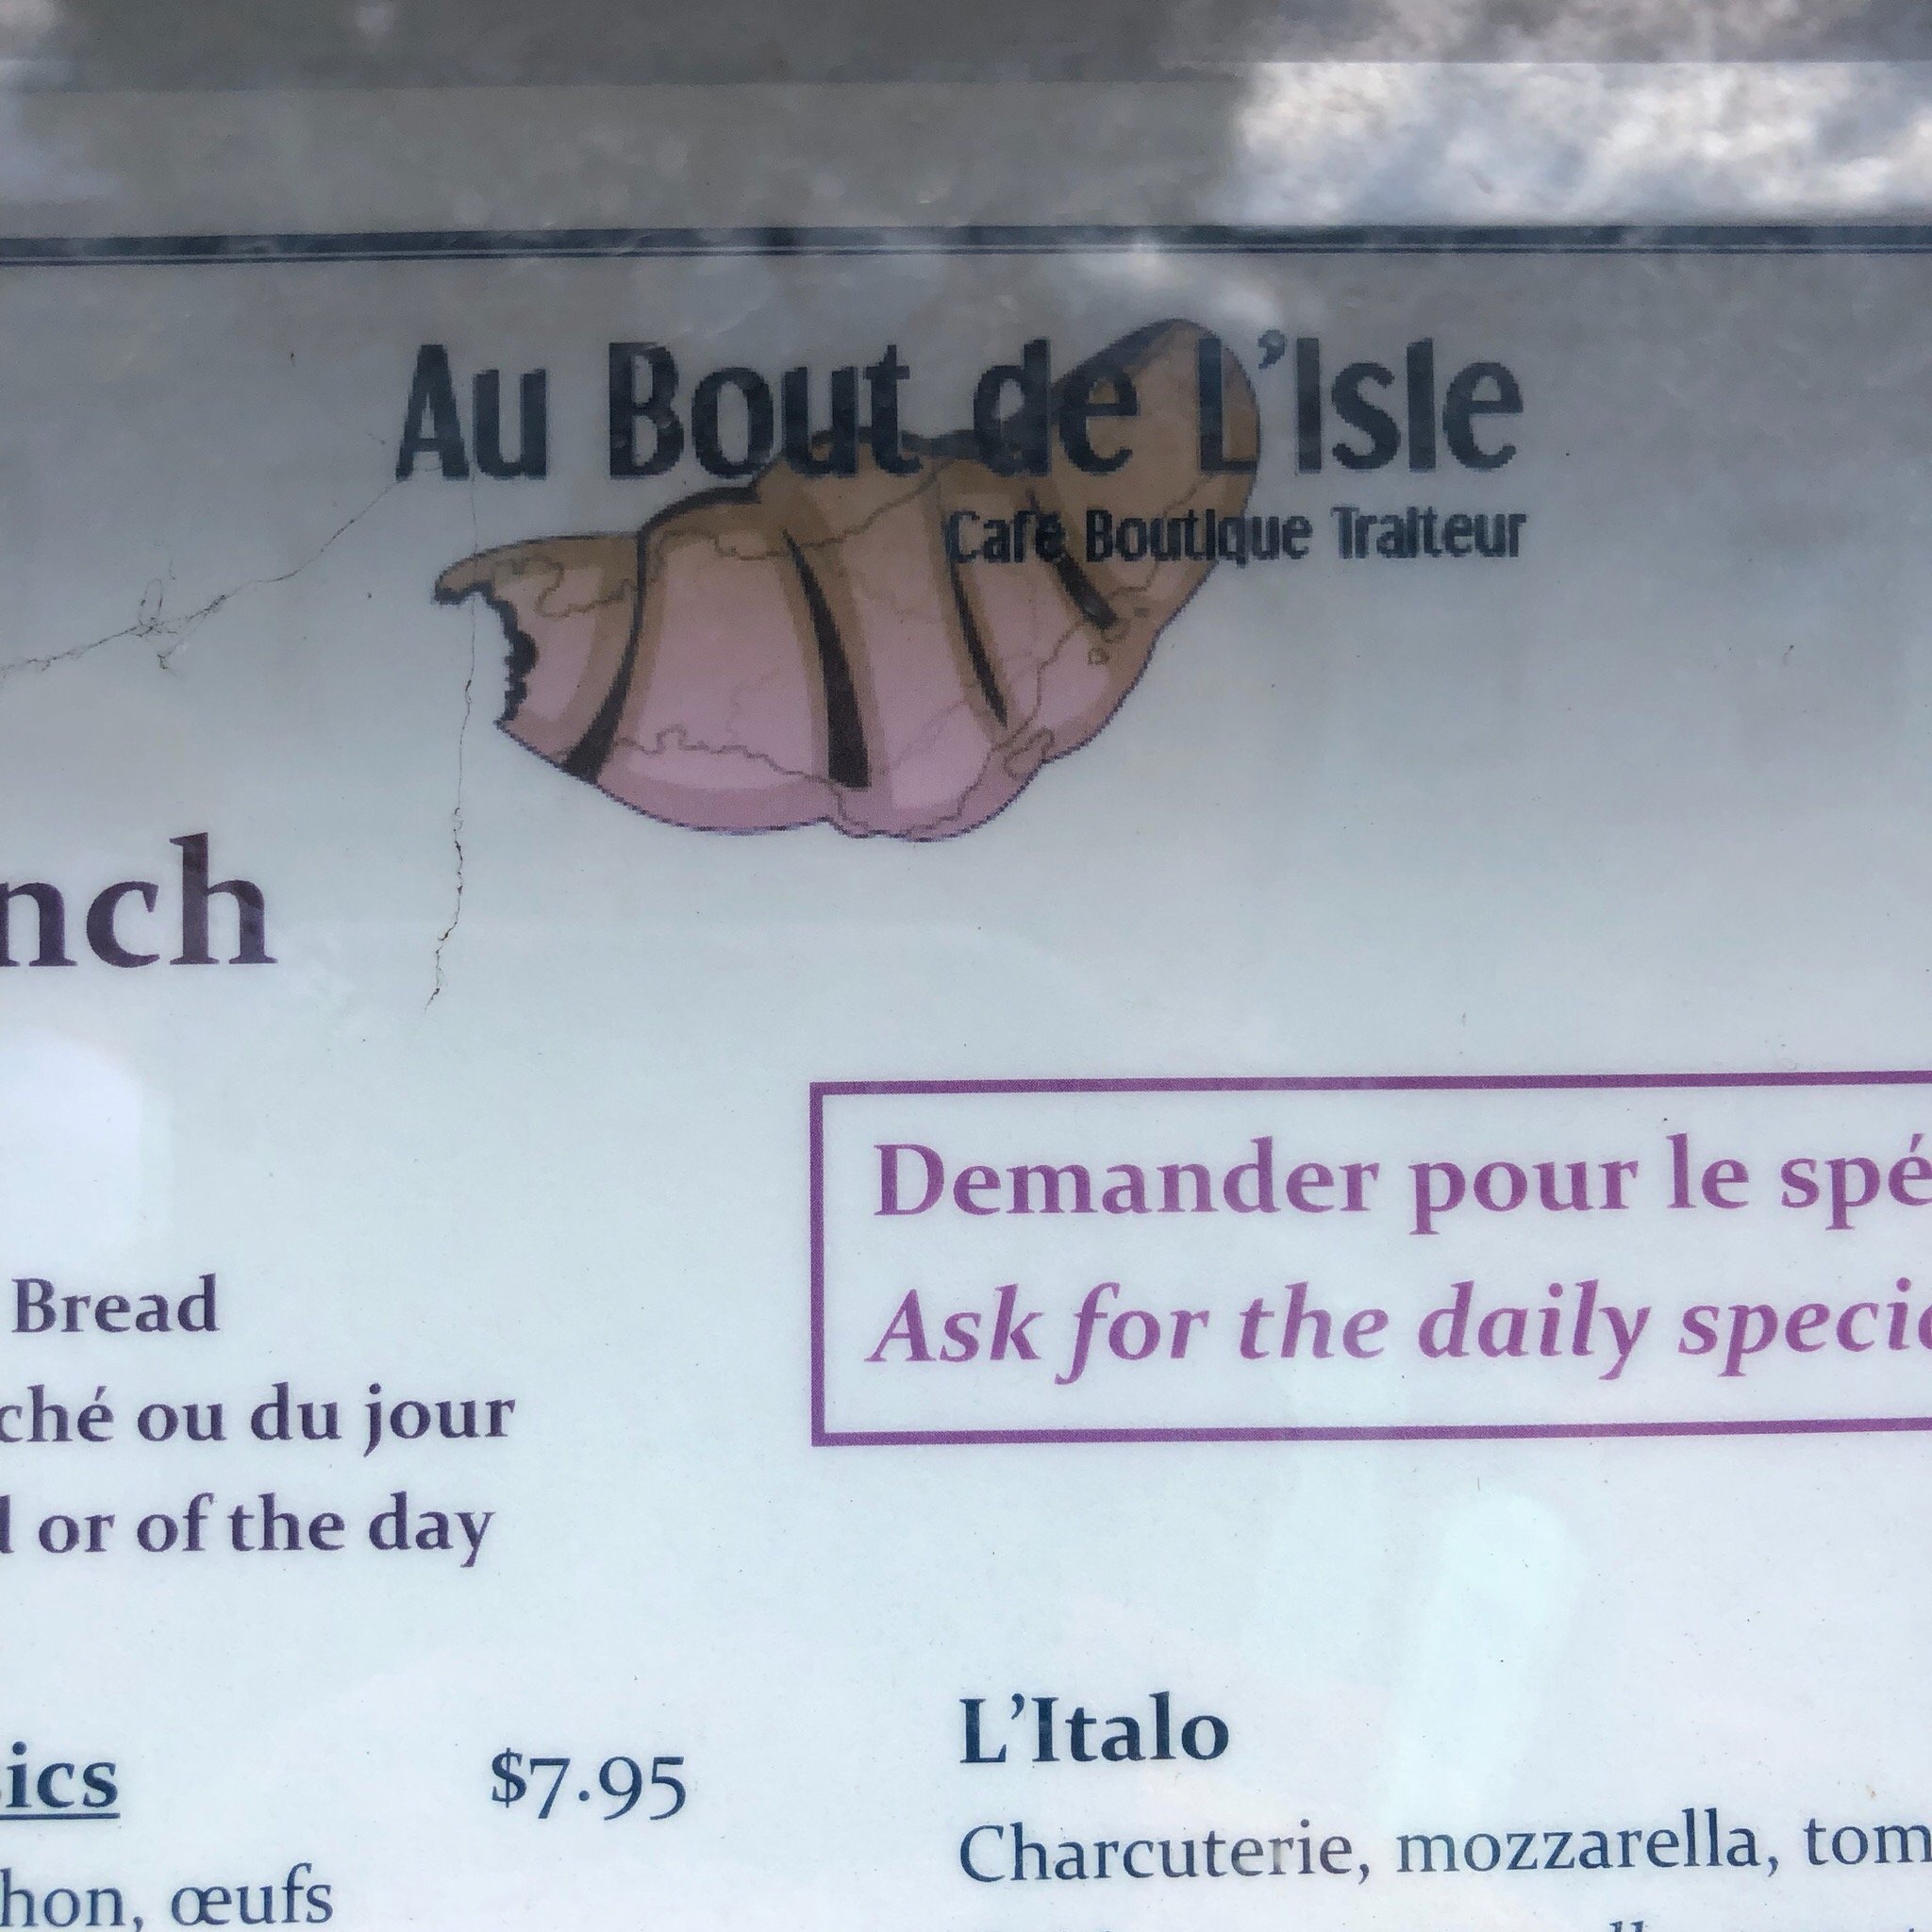 Au Bout de L'Isle
Café Boutique Traiteur
nch
Demander pour le spé
Ask for the daily speci
Bread
ché ou du jour
or of the day
L'Italo
ics $7.95
Charcuterie, mozzarella, tom
hon, œufs